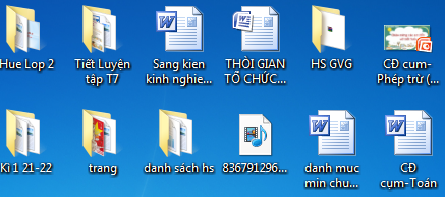 Hue Lop 2
Tiết Luyện
tập T7
Sang kien
kinh nghie...
THỜI GIAN
TỔ CHỨC...
HS GVG
CĐ cum-
Phép trừ (...
Kì 1 21-22
trang
danh sách hs
836791296...
danh muc
min chu...
CĐ
cụm-Toán